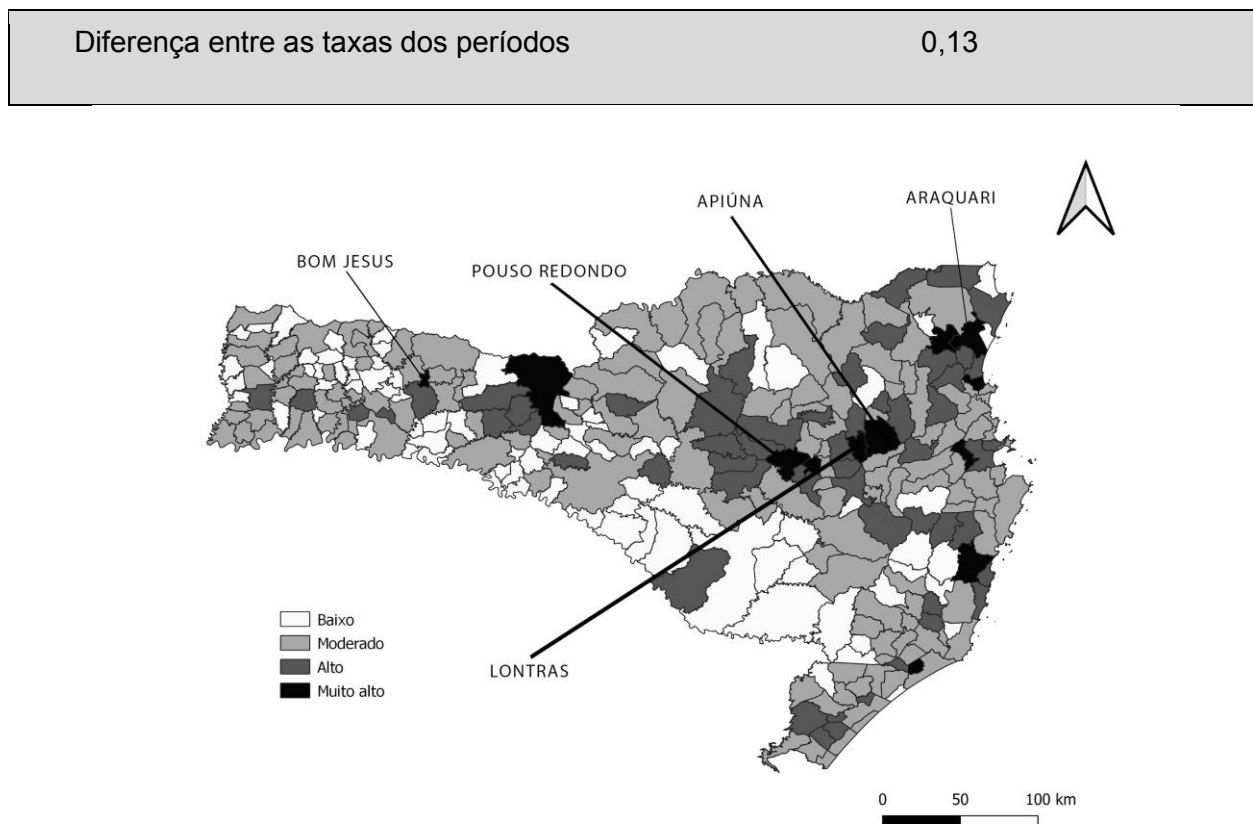 Diferença entre as taxas dos períodos 0,13
APIÚNA
ARAQUARI
BOM JESUS
POUSO REDONDO
Baixo
Moderado
Alto
Muito alto
LONTRAS
0 50 100 km